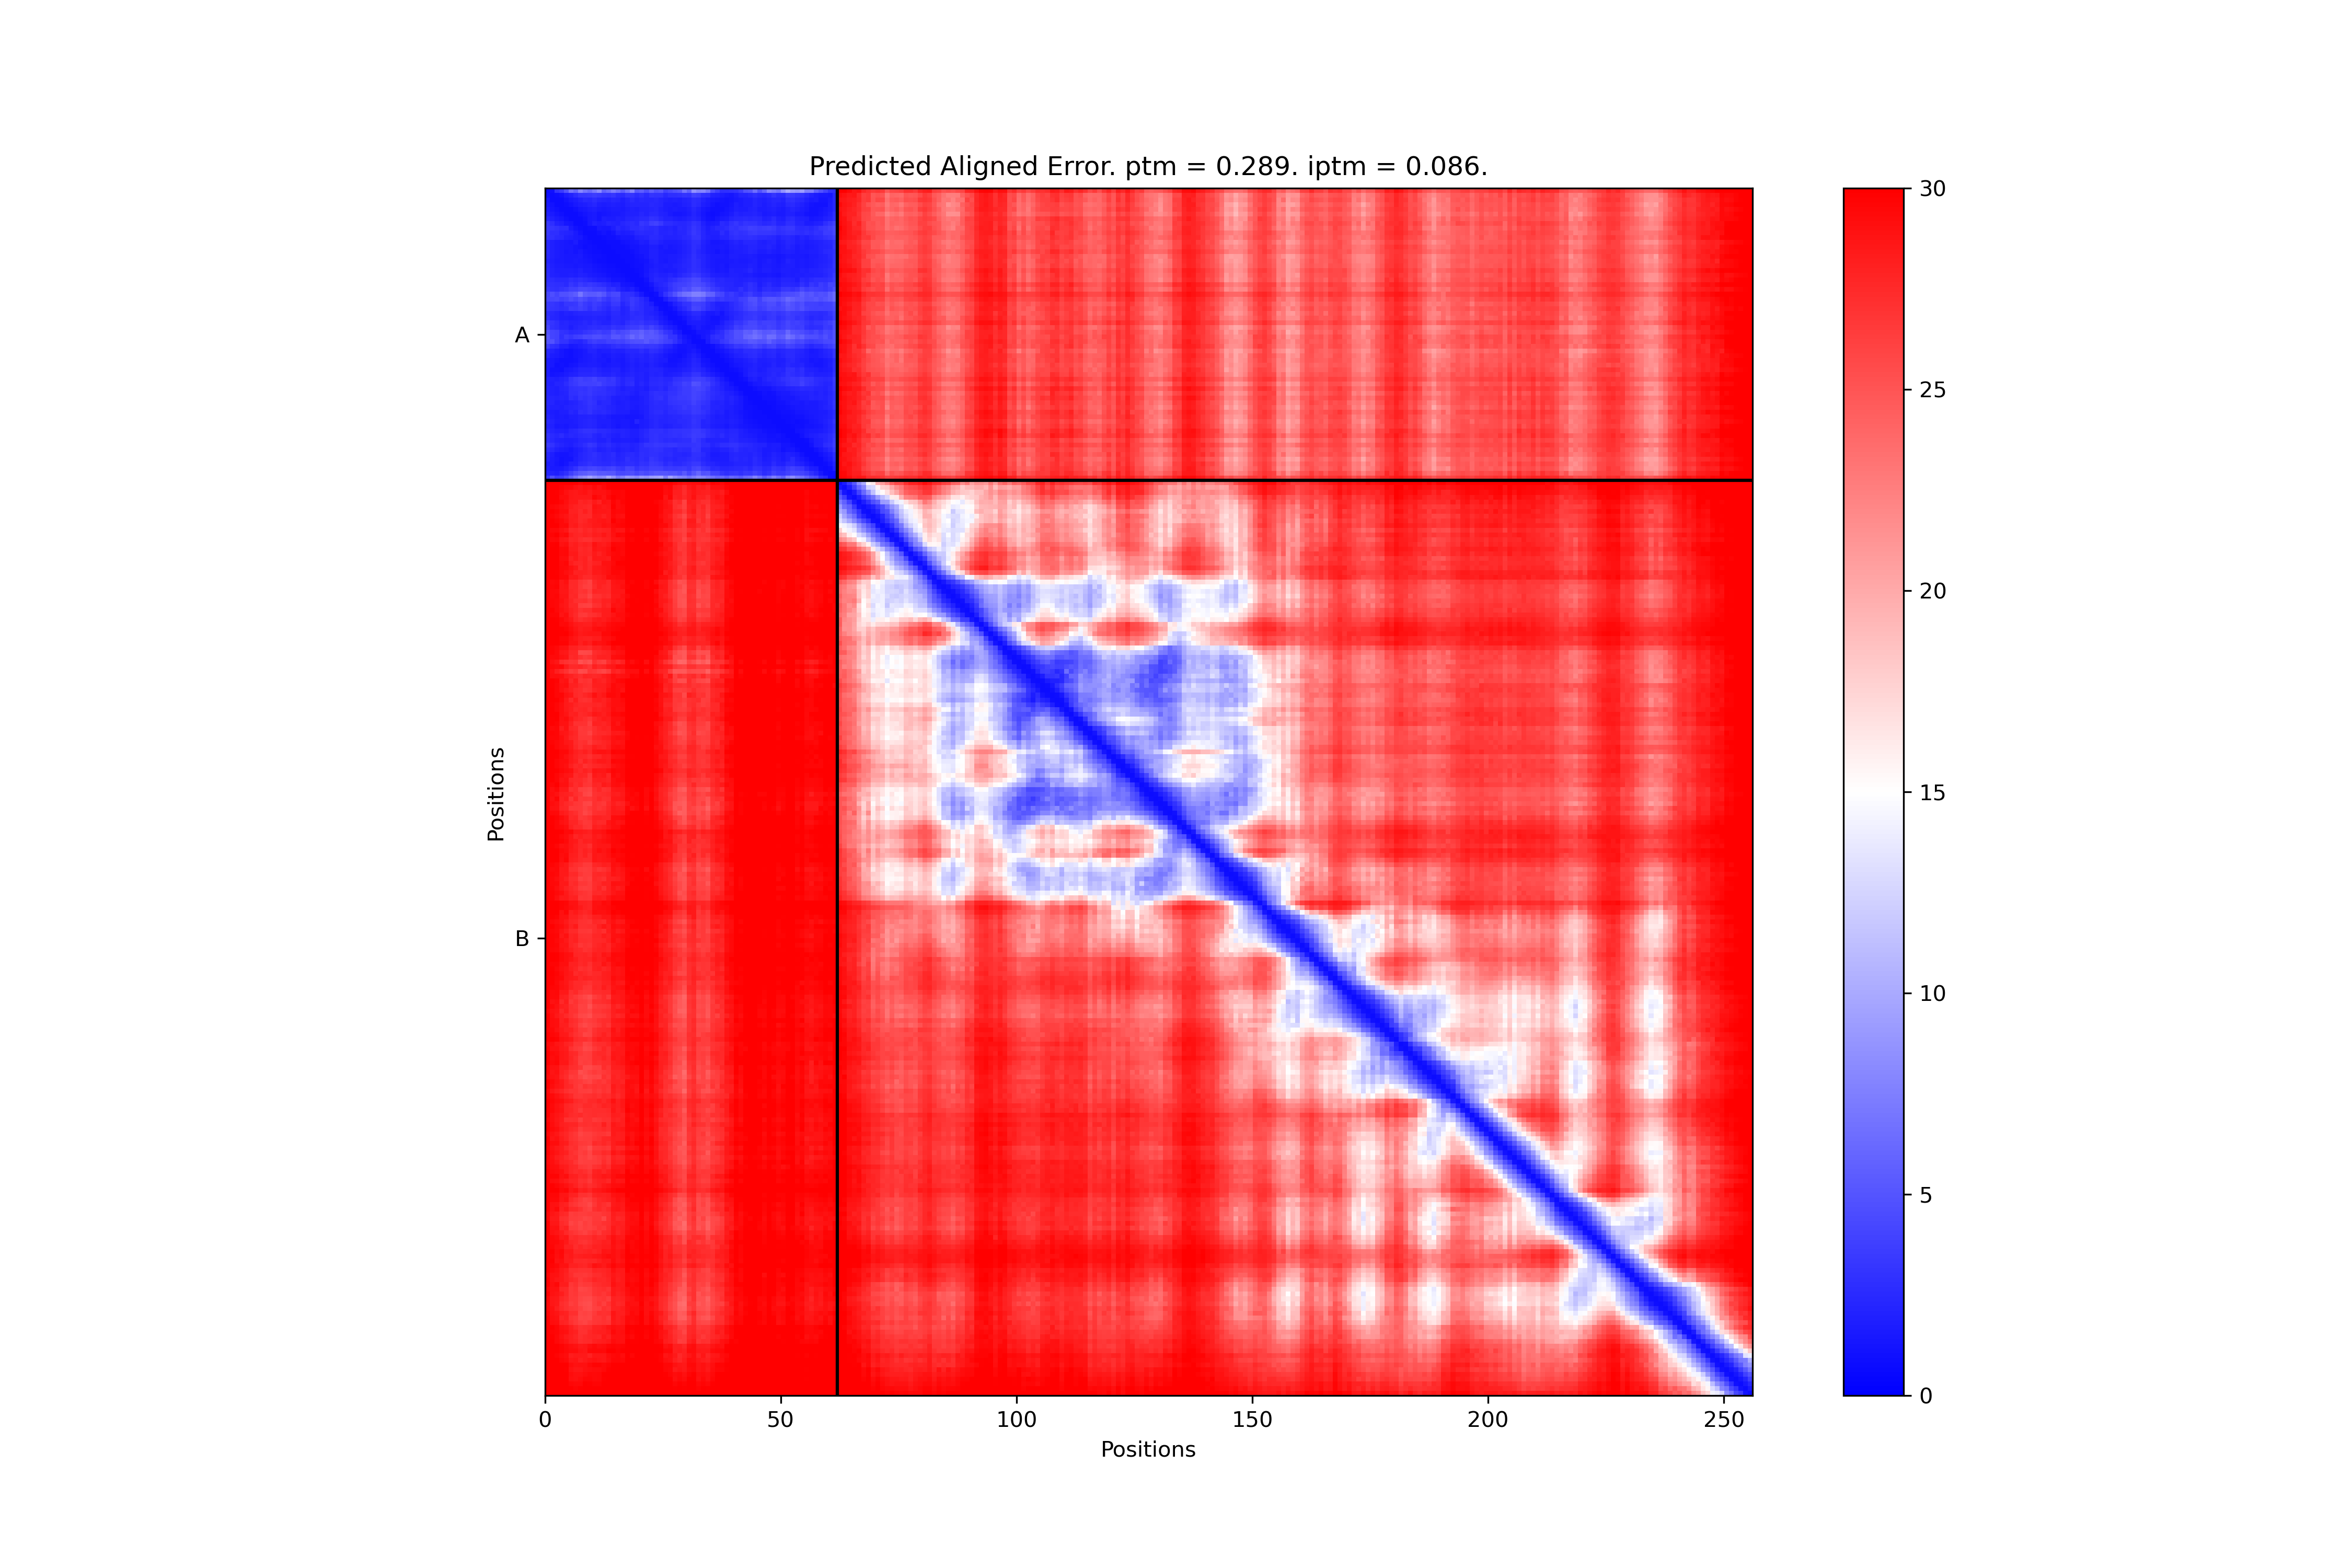 Predicted Aligned Error. ptm = 0.289. iptm = 0.086.
A
B
Positions
0
50
100
150
200
250
Positions
30
25
20
15
10
5
0